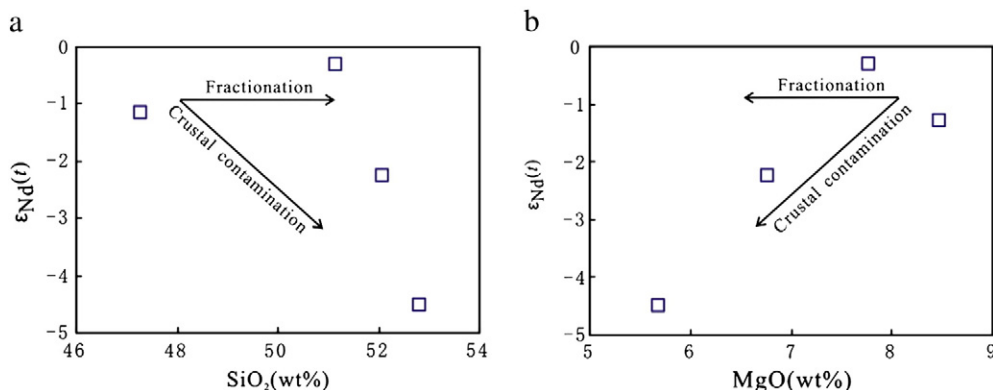 a
0
-1
-2
-3
-4
-5
εNd(t)
Fractionation
Crustal contamination
46 48 50 52 54
SiO₂(wt%)
b
0
-1
-2
-3
-4
-5
εNd(t)
Fractionation
Crustal contamination
5 6 7 8 9
MgO(wt%)